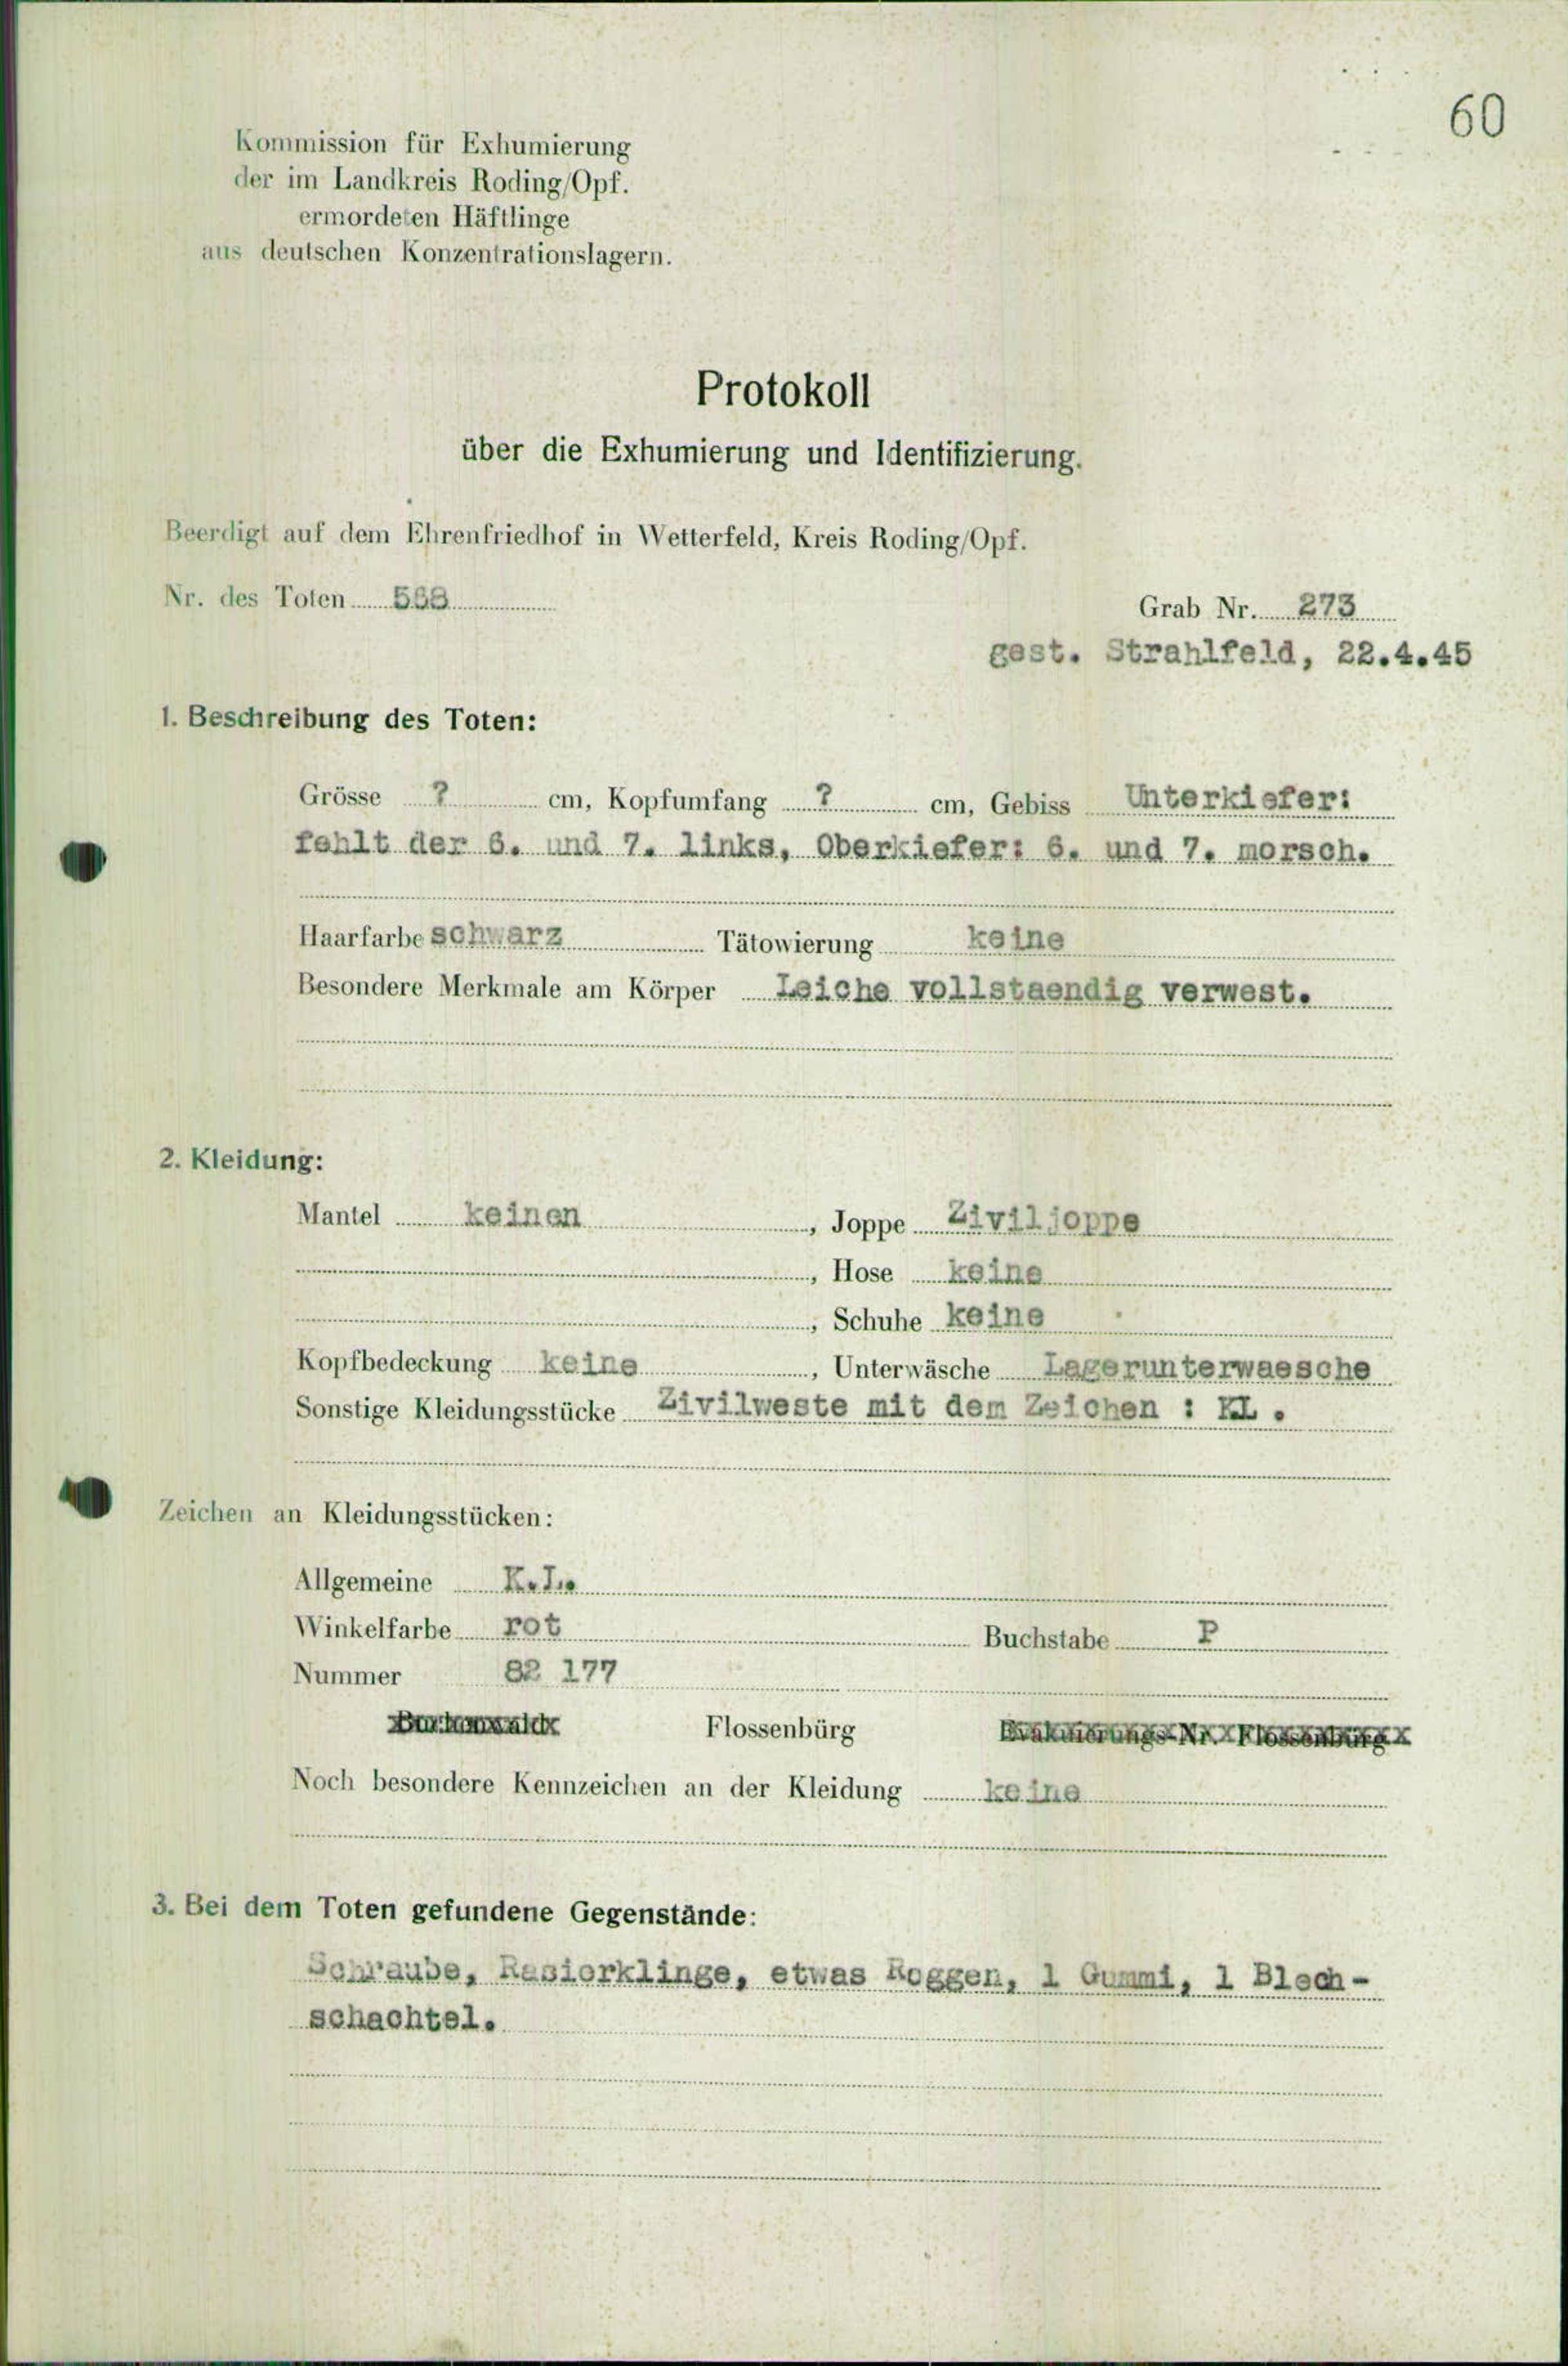 60
Kommission für Exhumierung
der im Landkreis Roding/Opf.
ermordeten Häftlinge
aus deutschen Konzentrationslagern.
Protokoll
über die Exhumierung und Identifizierung.
Beerdigt auf dem Ehrenfriedhof in Wetterfeld, Kreis Roding/Opf.
Nr. des Toten
Grab Nr. 273
gest. Strahlfeld, 22.4.45
1. Beschreibung des Toten:
Grösse ? cm, Kopfumfang ? cm, Gebiss Unterkiefer:
fehlt der 6. und 7. links, Oberkiefer: 6. und 7. morsch.
Haarfarbe schwarz Tätowierung keine
Besondere Merkmale am Körper Leiche vollstaendig verwest.
2. Kleidung:
Mantel keinen, Joppe Ziviljoppe
, Hose keine
, Schuhe keine
Kopfbedeckung keine, Unterwäsche Lagerunterwaesche
Sonstige Kleidungsstücke Zivilweste mit dem Zeichen : KL .
Zeichen an Kleidungsstücken:
Allgemeine K.L.
Winkelfarbe rot Buchstabe P
Nummer 82 177
Flossenbürg
Noch besondere Kennzeichen an der Kleidung keine
3. Bei dem Toten gefundene Gegenstände:
Schraube, Rasierklinge, etwas Roggen, 1 Gummi, 1 Blech-
schachtel.